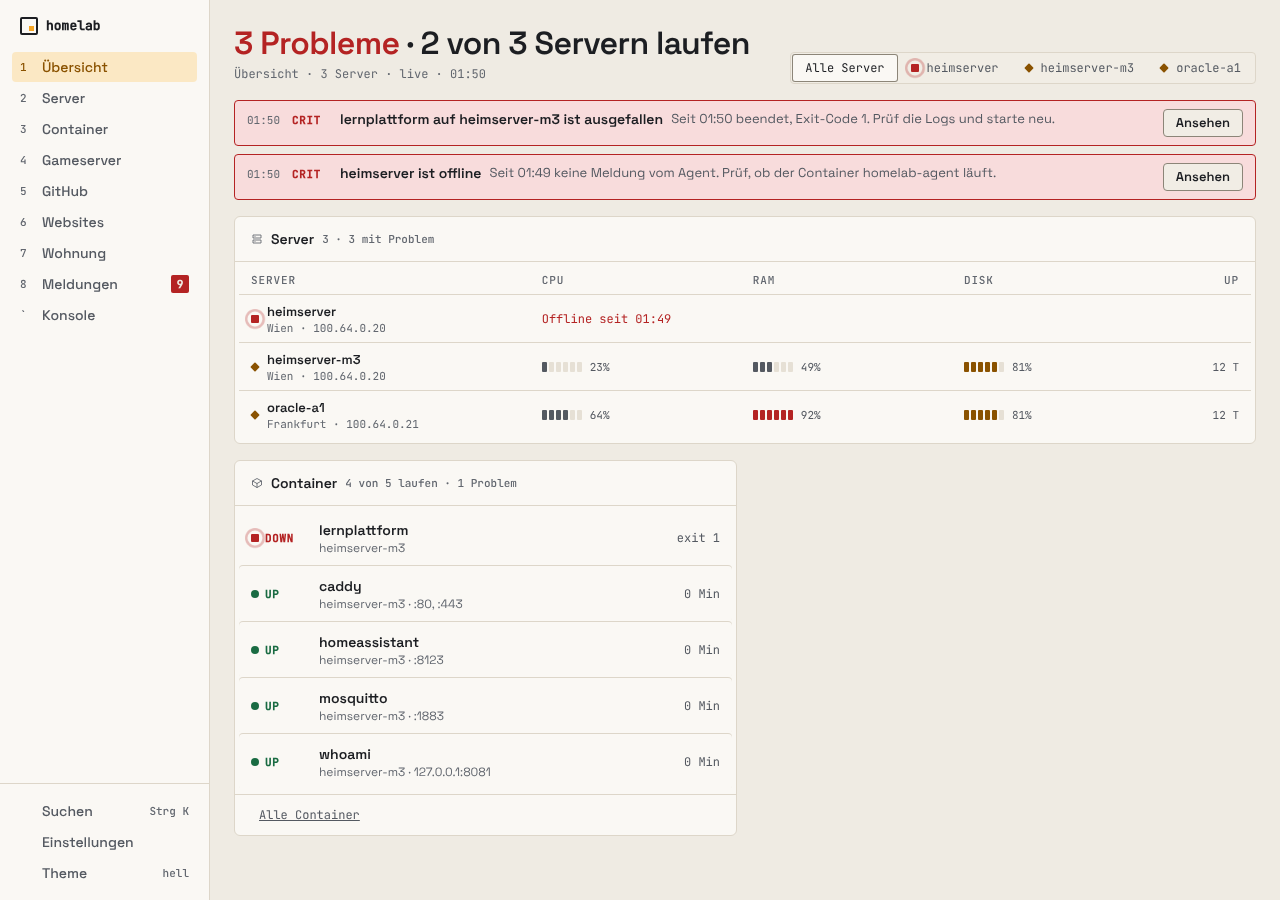 homelab
1 Übersicht
2 Server
3 Container
4 Gameserver
5 GitHub
6 Websites
7 Wohnung
8 Meldungen 9
` Konsole
Suchen Strg K
Einstellungen
Theme hell
3 Probleme · 2 von 3 Servern laufen
Übersicht · 3 Server · live · 01:50
Alle Server heimserver heimserver-m3 oracle-a1
01:50 CRIT lernplattform auf heimserver-m3 ist ausgefallen Seit 01:50 beendet, Exit-Code 1. Prüf die Logs und starte neu. Ansehen
01:50 CRIT heimserver ist offline Seit 01:49 keine Meldung vom Agent. Prüf, ob der Container homelab-agent läuft. Ansehen
Server 3 · 3 mit Problem
SERVER CPU RAM DISK UP
heimserver
Wien · 100.64.0.20
Offline seit 01:49
heimserver-m3
Wien · 100.64.0.20
23% 49% 81% 12 T
oracle-a1
Frankfurt · 100.64.0.21
64% 92% 81% 12 T
Container 4 von 5 laufen · 1 Problem
DOWN lernplattform exit 1
heimserver-m3
UP caddy 0 Min
heimserver-m3 · :80, :443
UP homeassistant 0 Min
heimserver-m3 · :8123
UP mosquitto 0 Min
heimserver-m3 · :1883
UP whoami 0 Min
heimserver-m3 · 127.0.0.1:8081
Alle Container